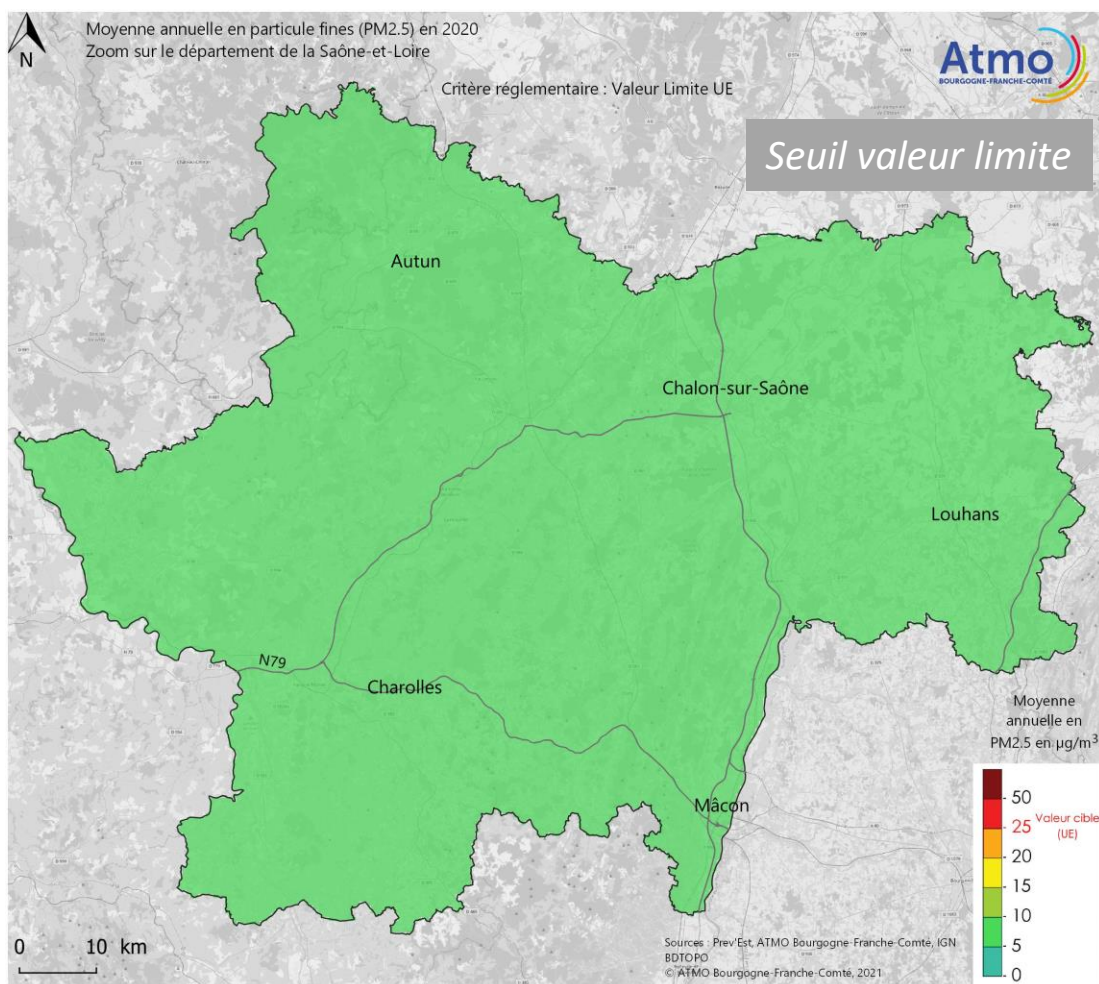 Moyenne annuelle en particule fines (PM2.5) en 2020
Zoom sur le département de la Saône-et-Loire
N
Atmo
BOURGOGNE-FRANCHE-COMTÉ
Critère réglementaire : Valeur Limite UE
Seuil valeur limite
Autun
Chalon-sur-Saône
Louhans
N79
Charolles
Mâcon
Moyenne
annuelle en
PM2.5 en µg/m³
50
25 Valeur cible
(UE)
20
15
10
5
0
0 10 km
Sources : Prev'Est, ATMO Bourgogne-Franche-Comté, IGN
BDTOPO
© ATMO Bourgogne-Franche-Comté, 2021